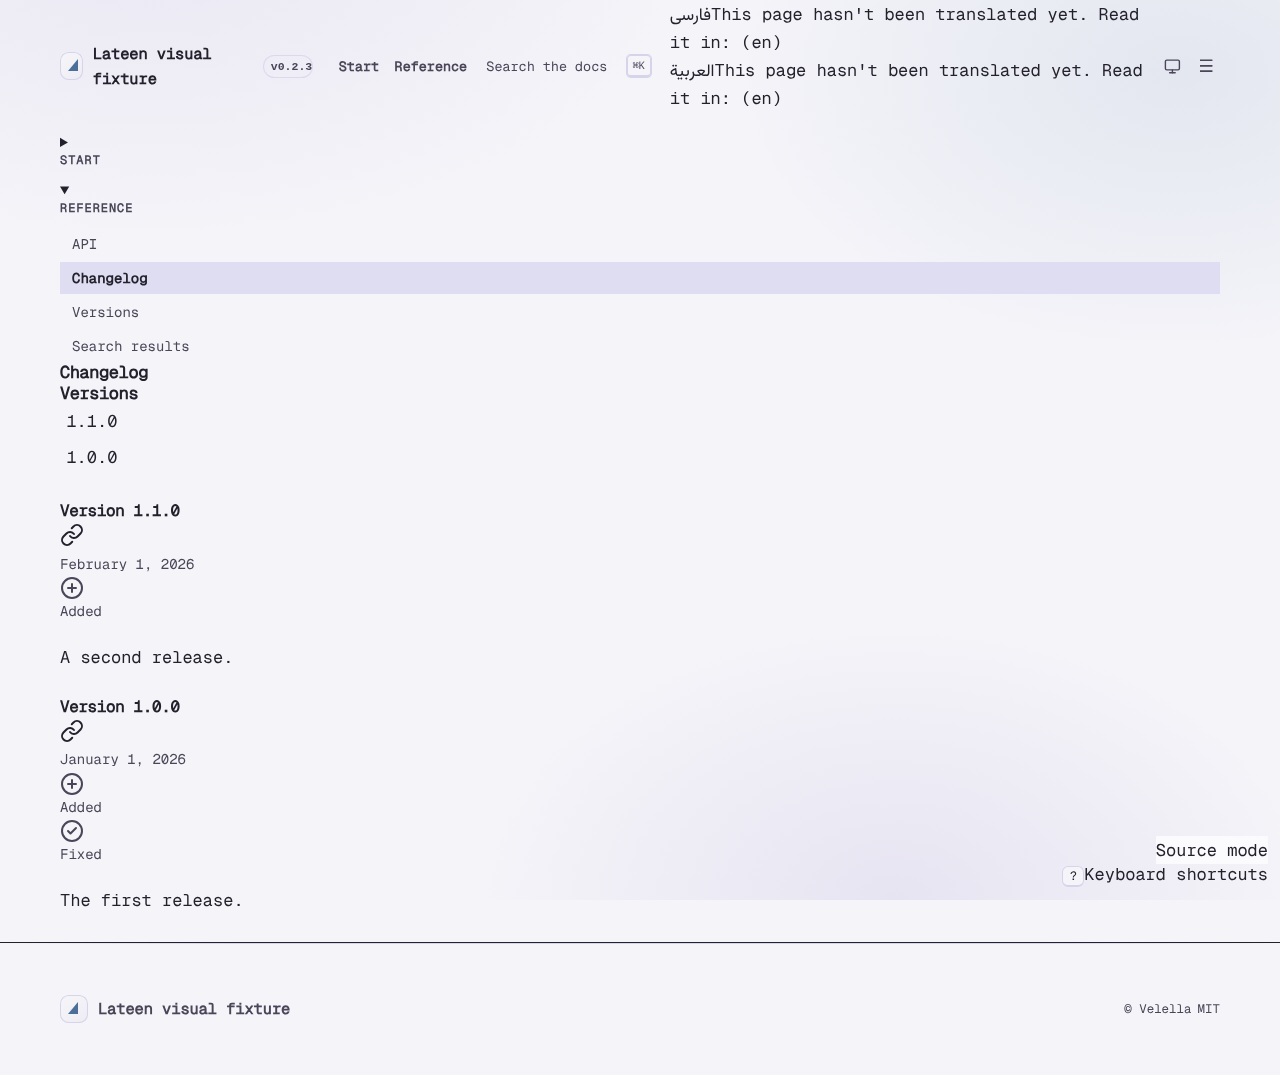 Lateen visual
fixture
v0.2.3
Start Reference Search the docs ⌘K
فارسیThis page hasn't been translated yet. Read
it in: (en)
العربيةThis page hasn't been translated yet. Read
it in: (en)
START
REFERENCE
API
Changelog
Versions
Search results
Changelog
Versions
1.1.0
1.0.0
Version 1.1.0
February 1, 2026
Added
A second release.
Version 1.0.0
January 1, 2026
Added
Fixed
The first release.
Source mode
? Keyboard shortcuts
Lateen visual fixture
© Velella MIT